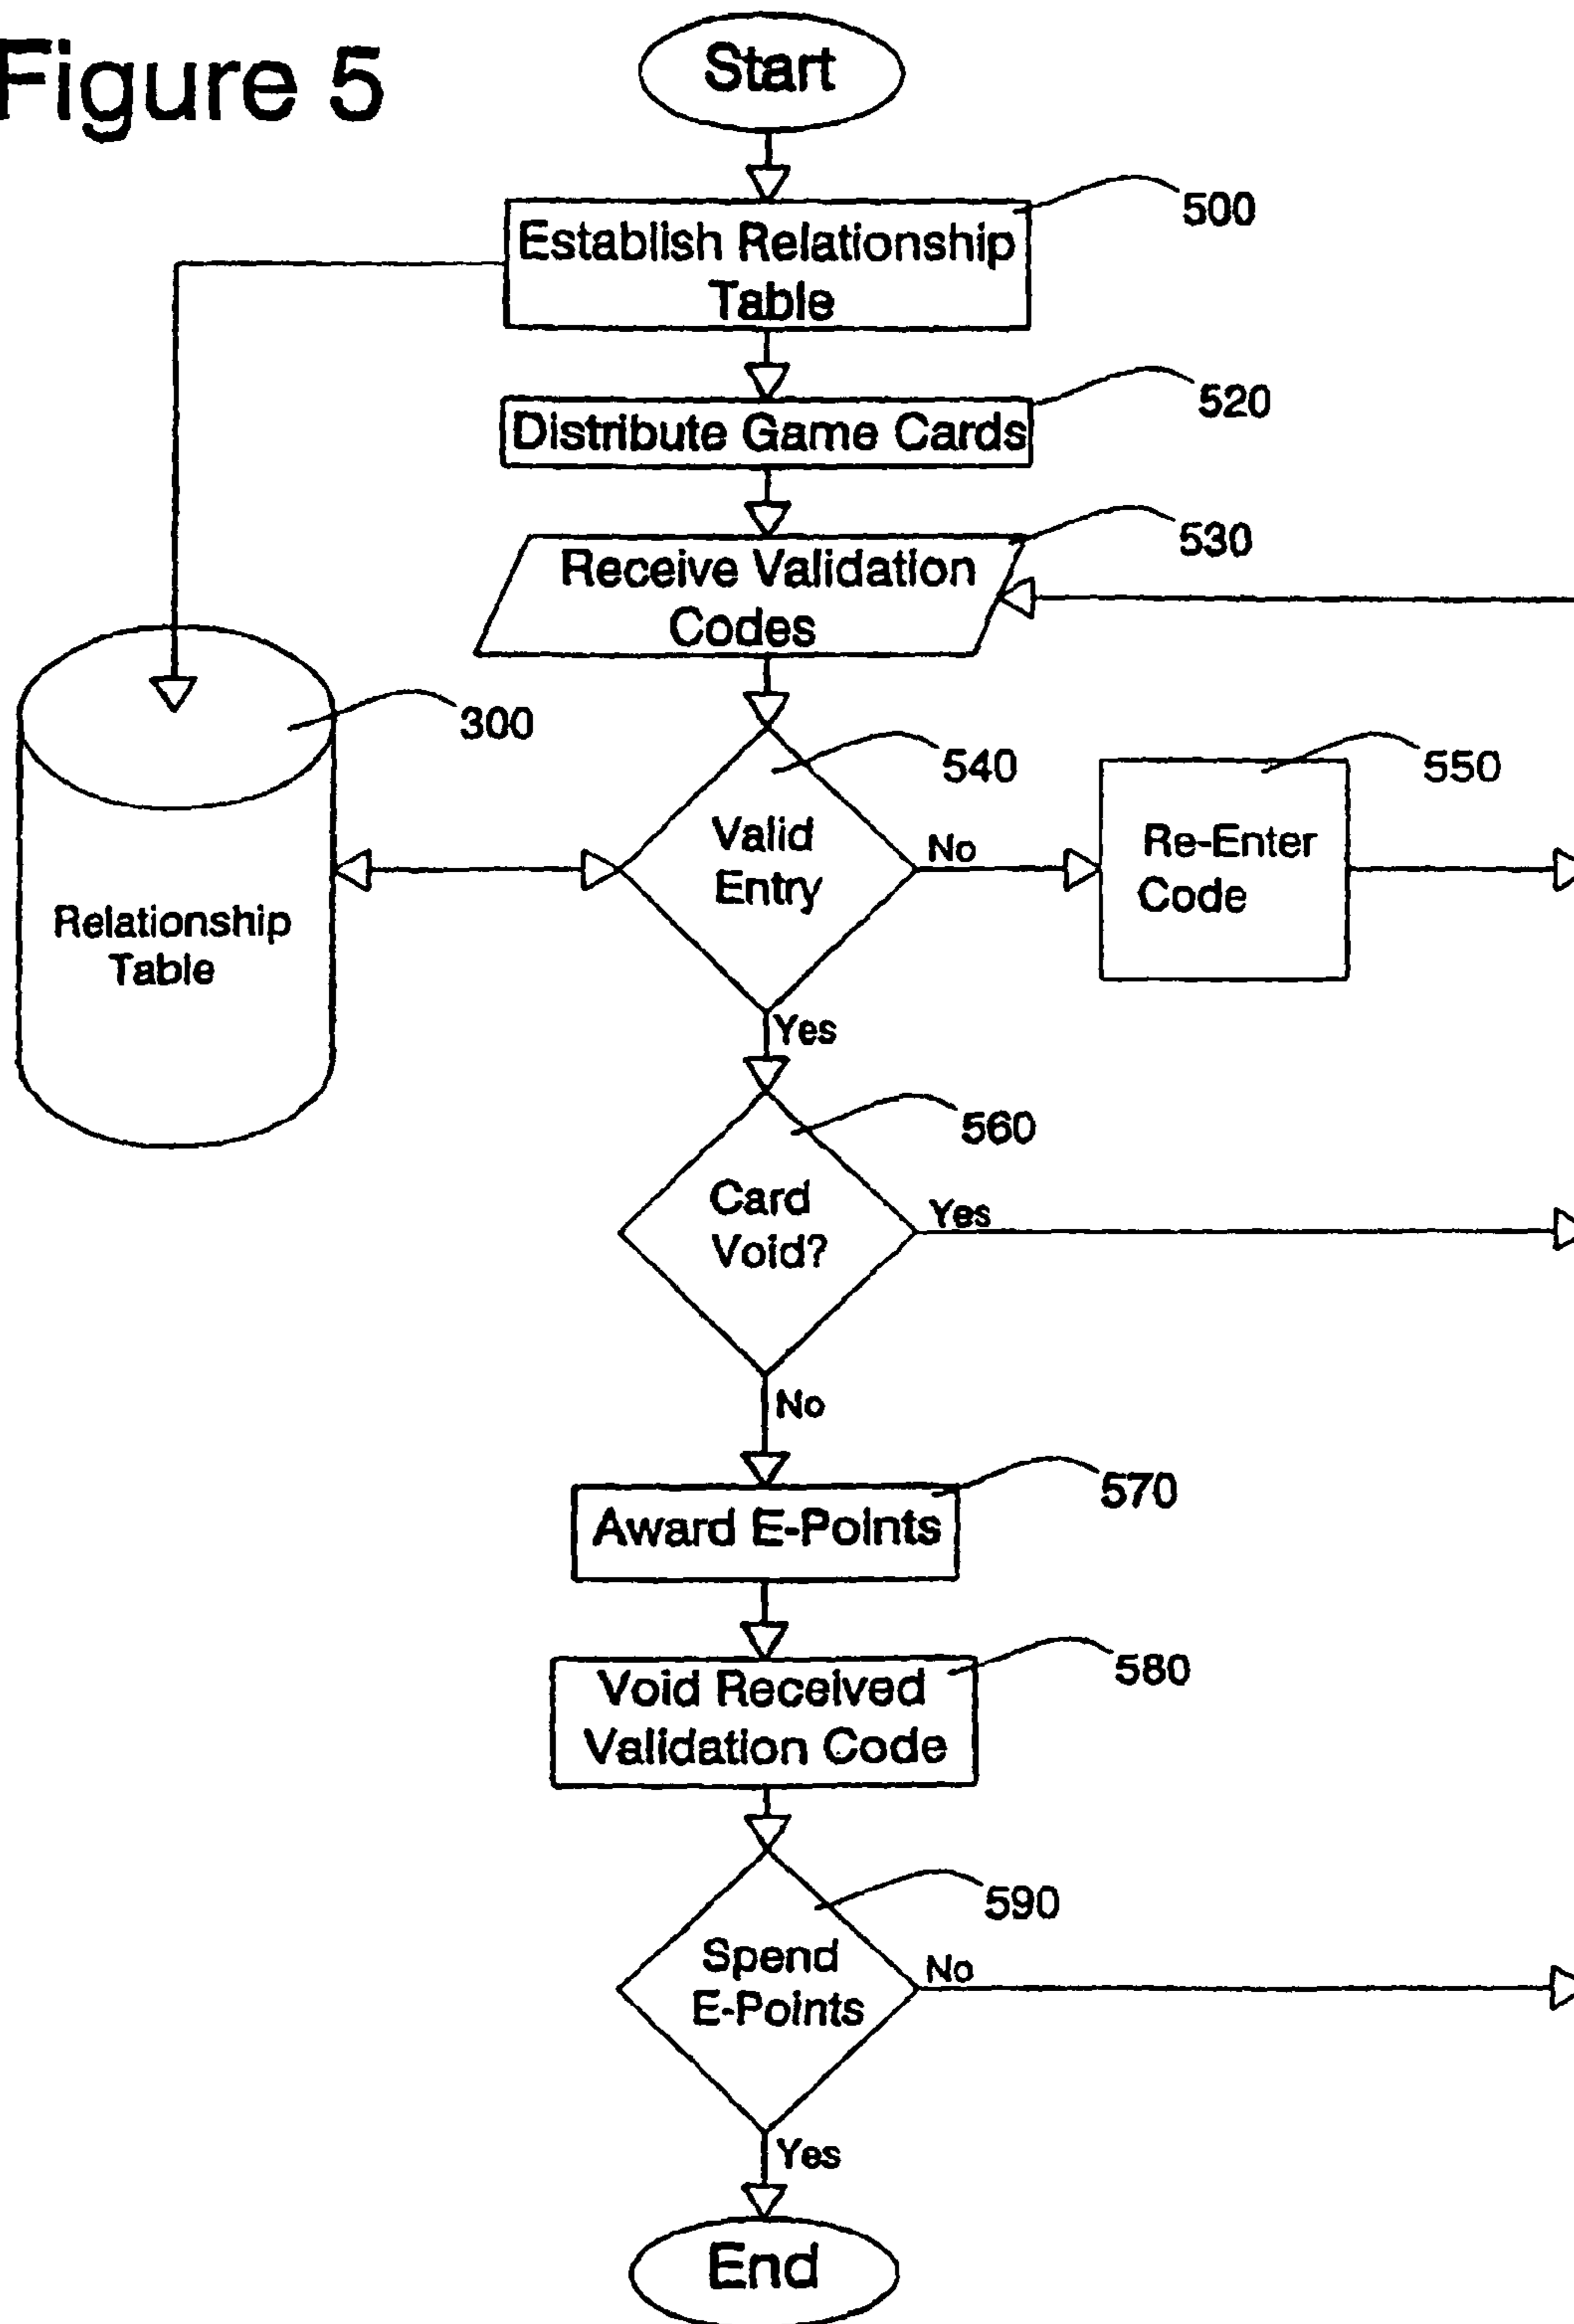 Figure 5
Start
500
Establish Relationship
Table
520
Distribute Game Cards
530
Receive Validation
Codes
300
540
550
Valid
Entry
No
Re-Enter
Code
Relationship
Table
Yes
560
Card
Void?
Yes
No
570
Award E-Points
580
Void Received
Validation Code
590
Spend
E-Points
No
Yes
End